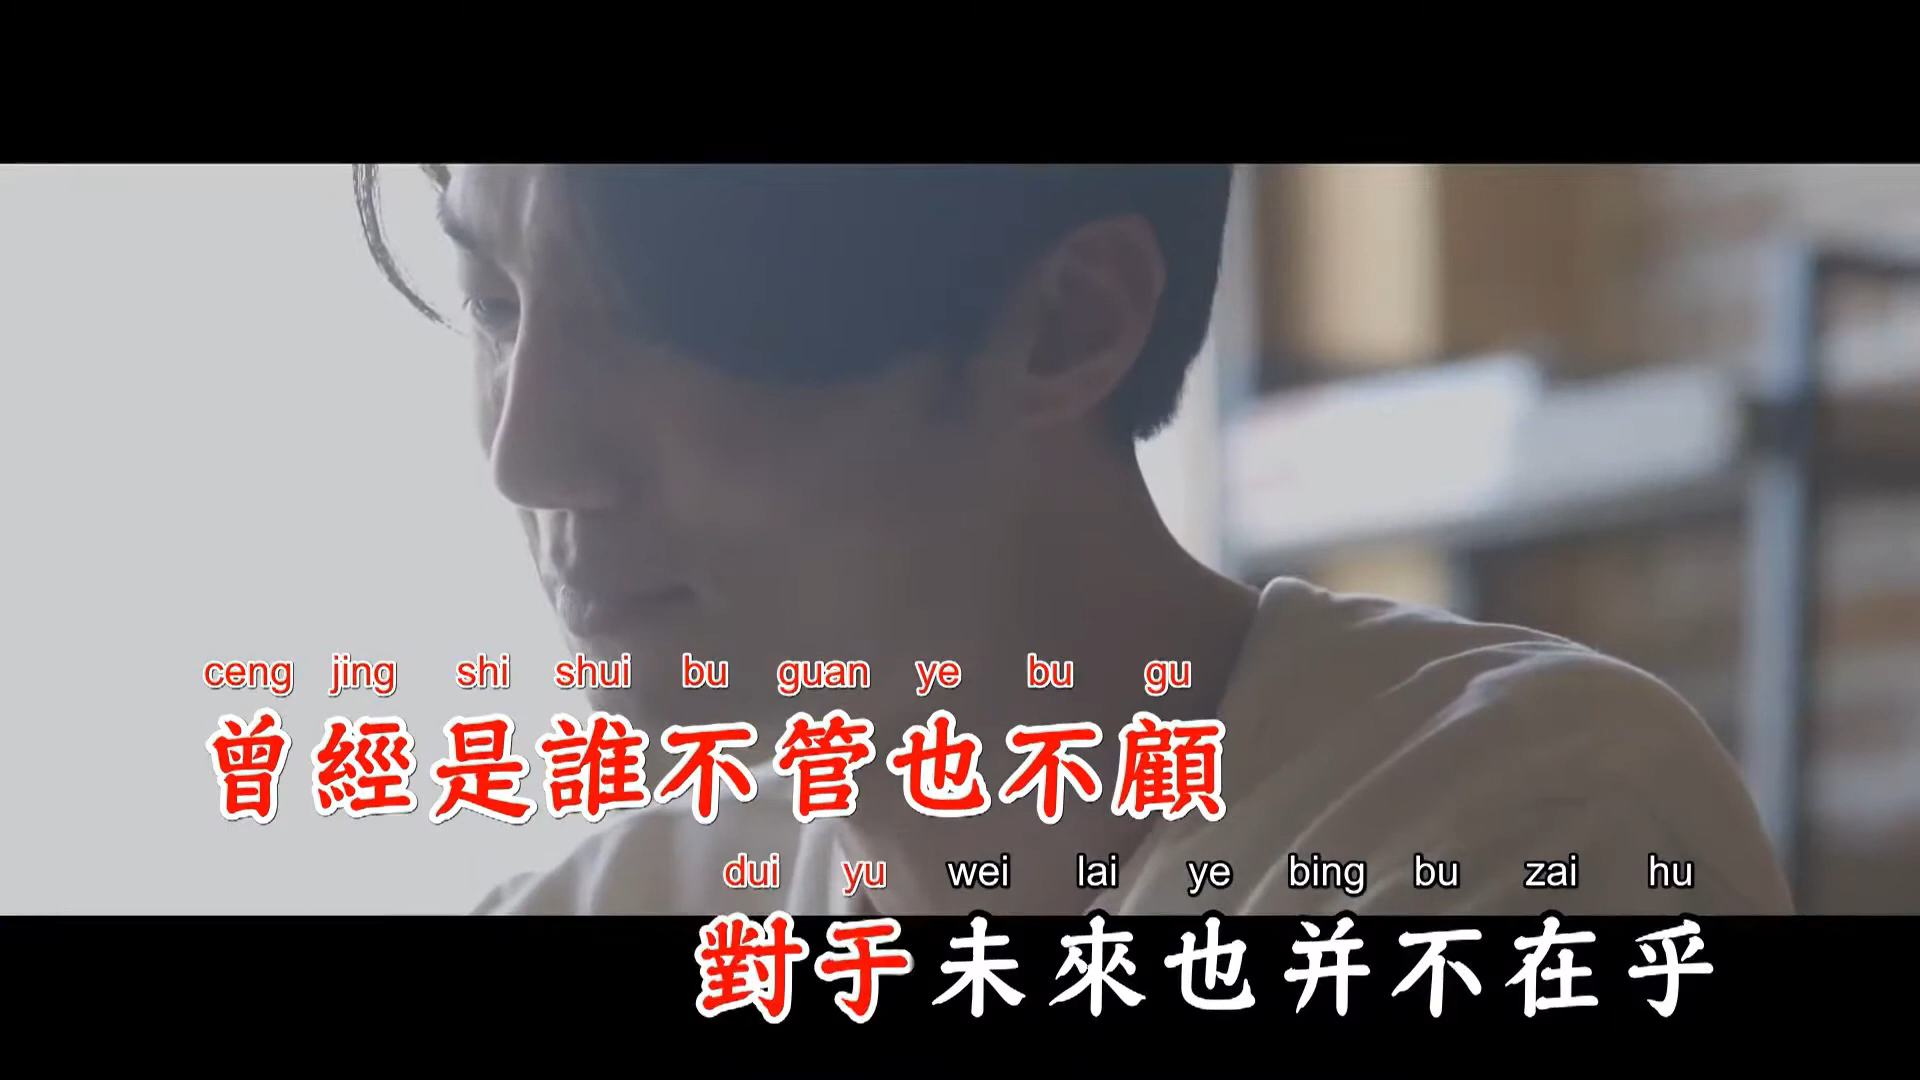 ceng jing shi shui bu guan ye bu gu
曾經是誰不管也不顧
dui yu wei lai ye bing bu zai hu
對于未來也并不在乎